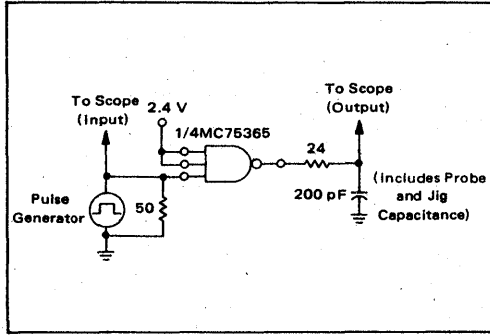 To Scope
(Input)
2.4 V
1/4MC75365
To Scope
(Output)
24
Pulse
Generator
50
200 pF
(Includes Probe
and Jig
Capacitance)